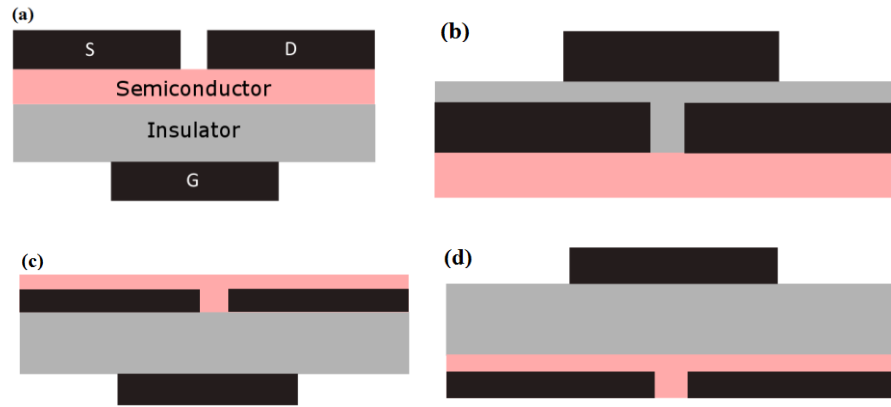 (a)
S
D
Semiconductor
Insulator
G
(b)
(c)
(d)